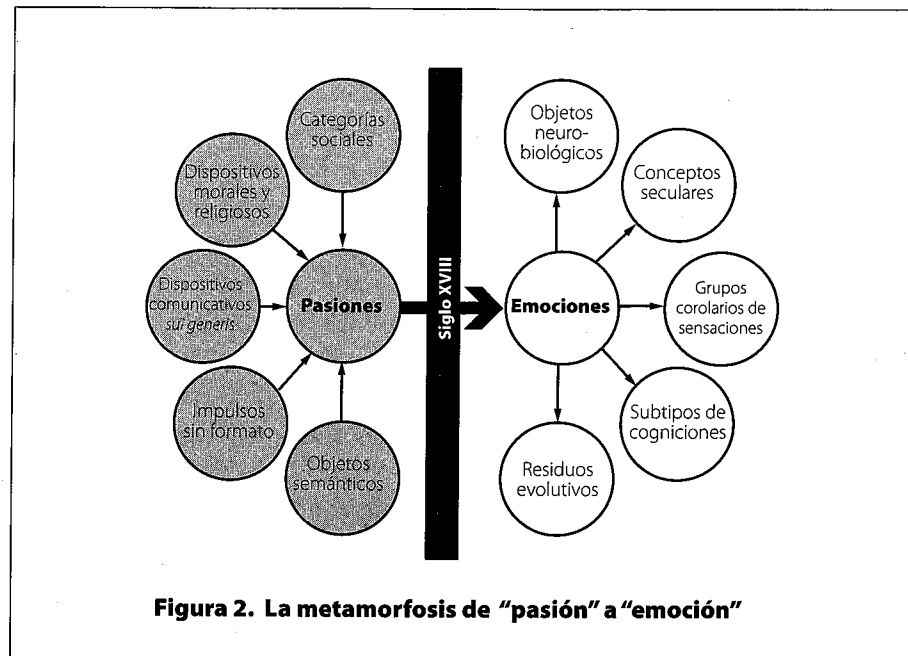 Categorías
sociales
Dispositivos
morales y
religiosos
Dispositivos
comunicativos
sui generis
Pasiones
Impulsos
sin formato
Objetos
semánticos
Siglo XVIII
Objetos
neuro-
biológicos
Conceptos
seculares
Emociones
Grupos
corolarios de
sensaciones
Subtipos de
cogniciones
Residuos
evolutivos
Figura 2. La metamorfosis de "pasión" a "emoción"